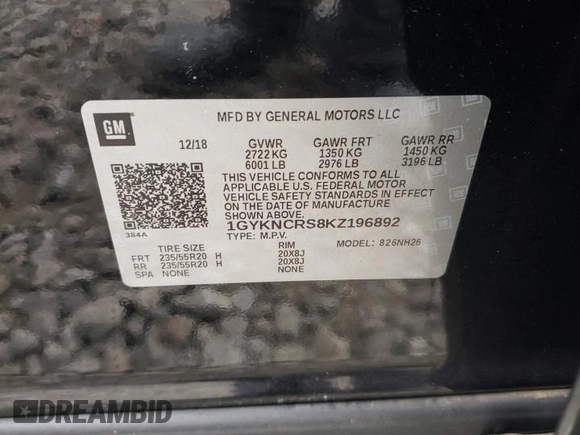 MFD BY GENERAL MOTORS LLC
GM
12/18 GVWR GAWR FRT GAWR RR
2722 KG 1350 KG 1450 KG
6001 LB 2976 LB 3196 LB
THIS VEHICLE CONFORMS TO ALL
APPLICABLE U.S. FEDERAL MOTOR
VEHICLE SAFETY STANDARDS IN EFFECT
ON THE DATE OF MANUFACTURE
SHOWN ABOVE.
1GYKNCRS8KZ196892
384A
TYPE: M.P.V. MODEL: 826NH26
TIRE SIZE RIM
FRT 235/55R20 H 20X8J
RR 235/55R20 H 20X8J
SPA NONE NONE
DREAMBID